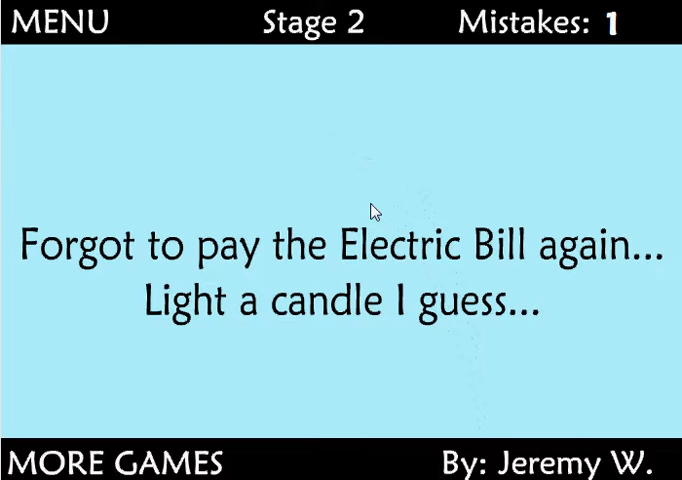 MENU Stage 2 Mistakes: 1
Forgot to pay the Electric Bill again...
Light a candle I guess...
MORE GAMES By: Jeremy W.